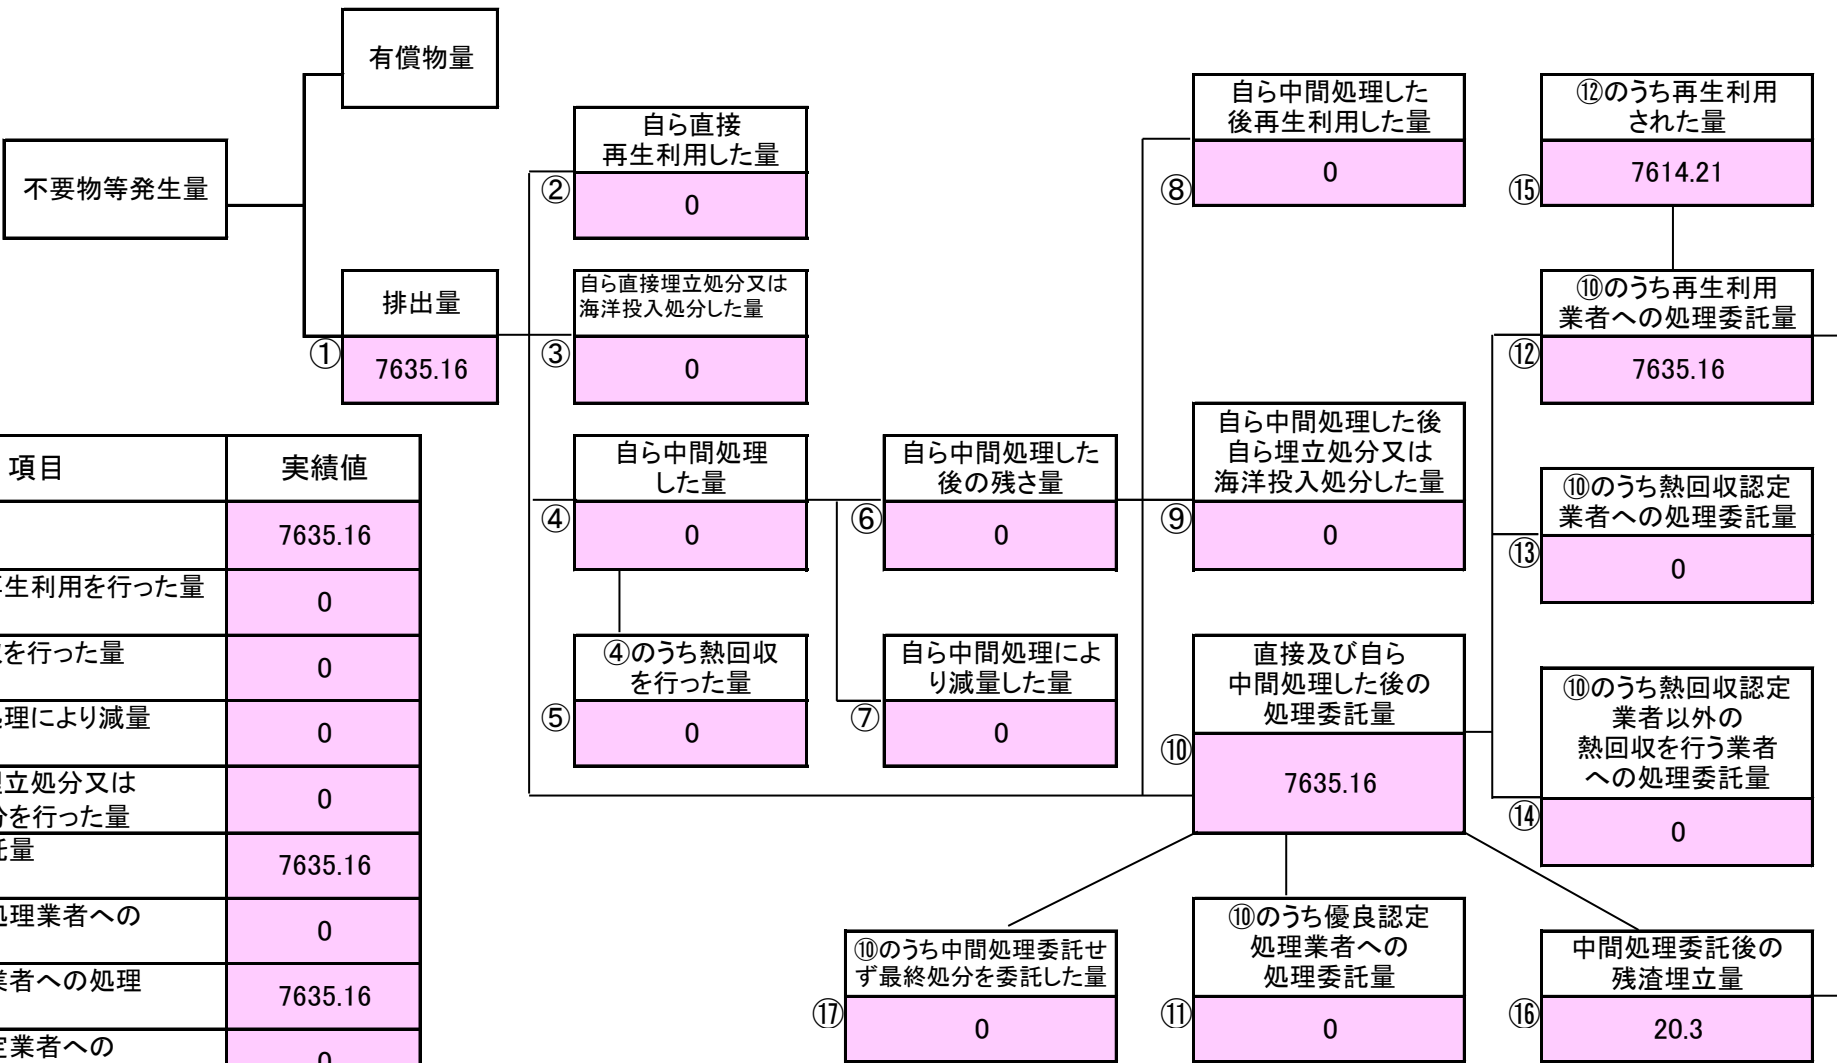 有償物量
不要物等発生量
排出量
①
7635.16
自ら直接
再生利用した量
②
0
自ら直接埋立処分又は
海洋投入処分した量
③
0
自ら中間処理
した量
④
0
④のうち熱回収
を行った量
⑤
0
自ら中間処理した
後の残さ量
⑥
0
自ら中間処理によ
り減量した量
⑦
0
自ら中間処理した
後再生利用した量
⑧
0
自ら中間処理した後
自ら埋立処分又は
海洋投入処分した量
⑨
0
直接及び自ら
中間処理した後の
処理委託量
⑩
7635.16
⑫のうち再生利用
された量
⑮
7614.21
⑩のうち再生利用
業者への処理委託量
⑫
7635.16
⑩のうち熱回収認定
業者への処理委託量
⑬
0
⑩のうち熱回収認定
業者以外の
熱回収を行う業者
への処理委託量
⑭
0
⑩のうち中間処理委託せ
ず最終処分を委託した量
⑰
0
⑩のうち優良認定
処理業者への
処理委託量
⑪
0
中間処理委託後の
残渣埋立量
⑯
20.3
項目 実績値
7635.16
生利用を行った量
0
を行った量
0
理により減量
0
立処分又は
を行った量
0
託量
7635.16
処理業者への
0
業者への処理
7635.16
定業者への
0